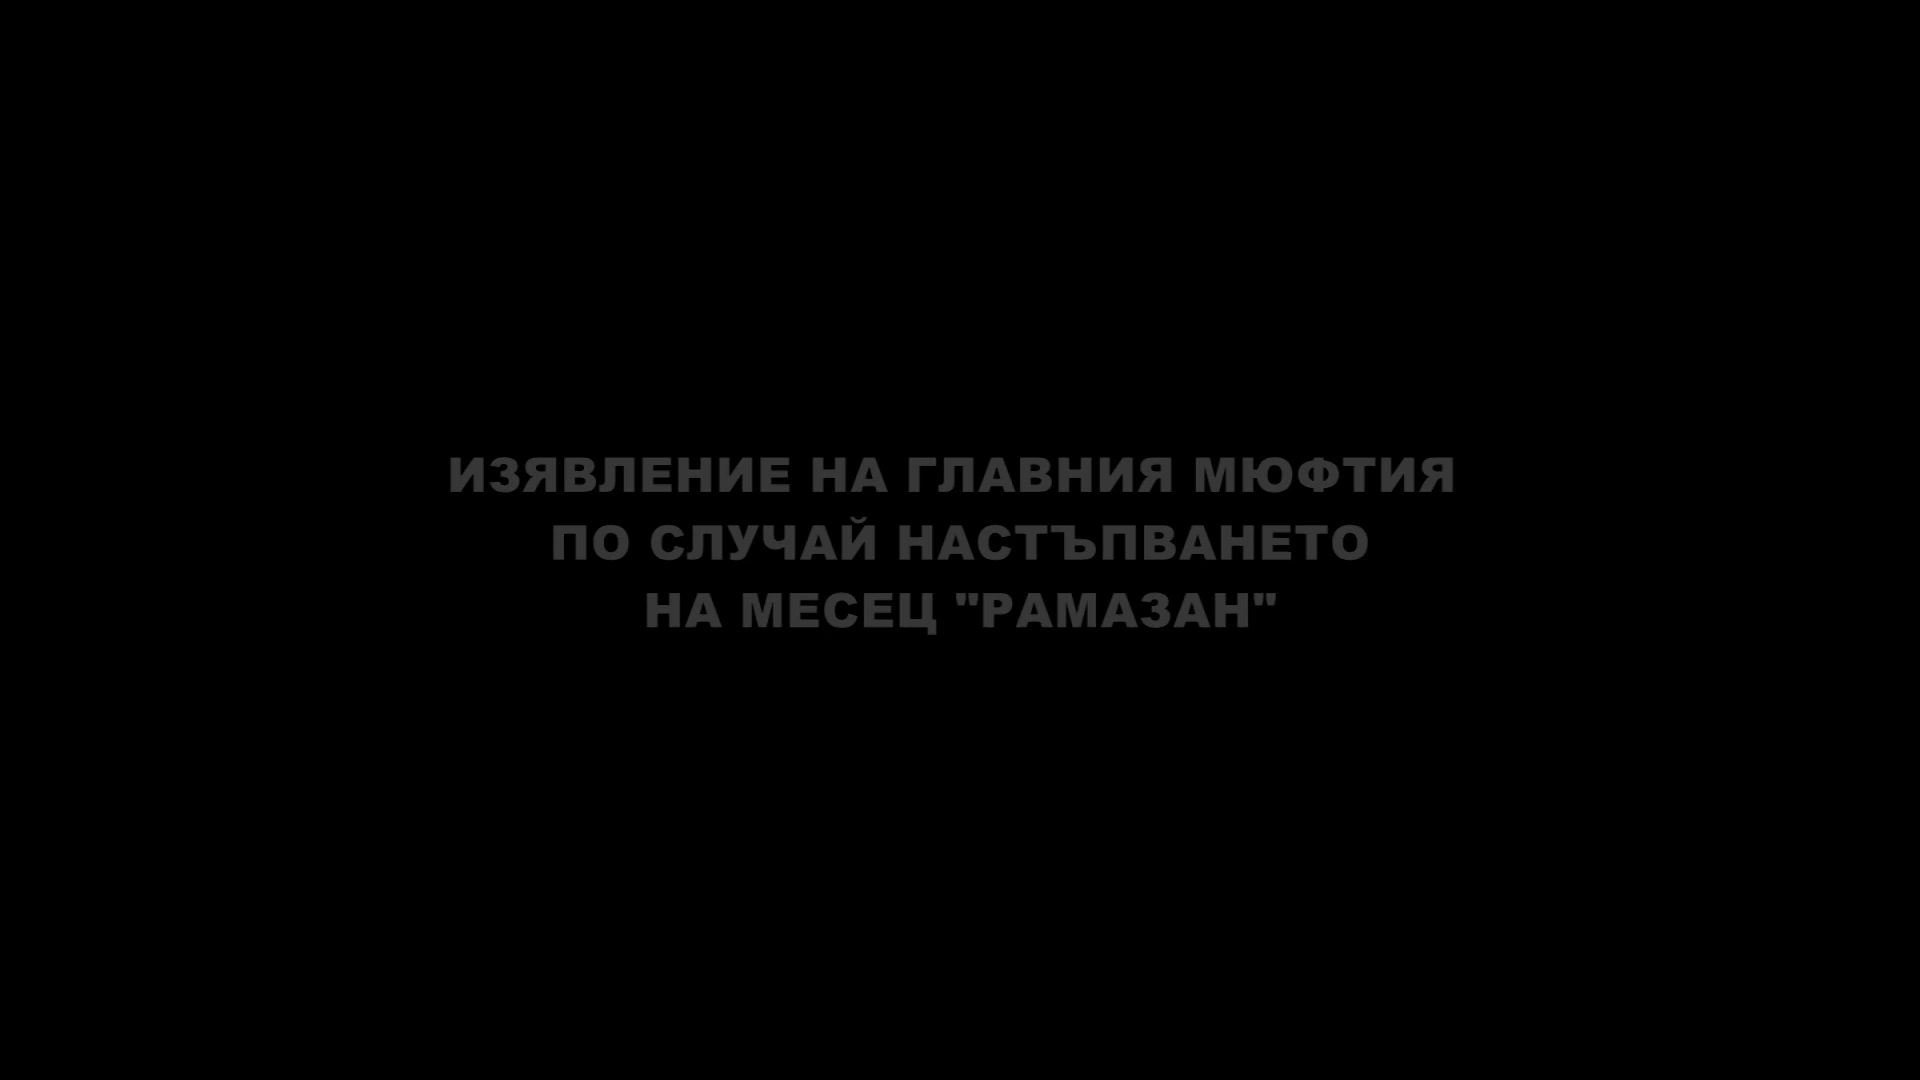 ИЗЯВЛЕНИЕ НА ГЛАВНИЯ МЮФТИЯ
ПО СЛУЧАЙ НАСТЪПВАНЕТО
НА МЕСЕЦ "РАМАЗАН"